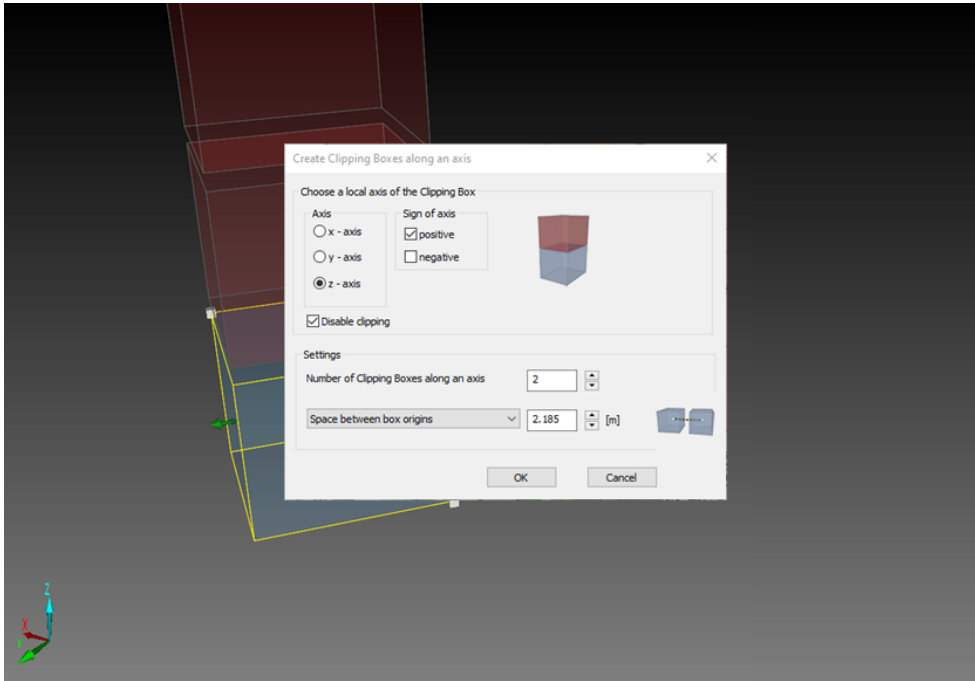 Create Clipping Boxes along an axis
Choose a local axis of the Clipping Box
Axis
Sign of axis
x - axis
positive
y - axis
negative
z - axis
Disable clipping
Settings
Number of Clipping Boxes along an axis
2
Space between box origins
2.185
[m]
OK
Cancel
Z
X
Y